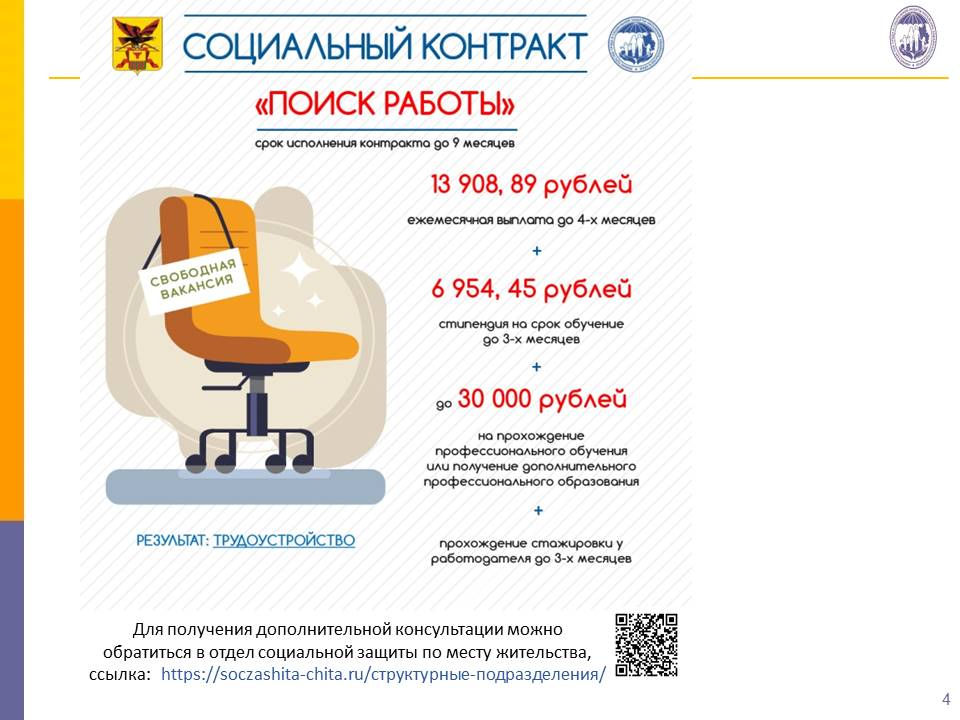 СОЦИАЛЬНЫЙ КОНТРАКТ
«ПОИСК РАБОТЫ»
срок исполнения контракта до 9 месяцев
СВОБОДНАЯ
ВАКАНСИЯ
13 908, 89 рублей
ежемесячная выплата до 4-х месяцев
+
6 954, 45 рублей
стипендия на срок обучение
до 3-х месяцев
+
до 30 000 рублей
на прохождение
профессионального обучения
или получение дополнительного
профессионального образования
+
прохождение стажировки у
работодателя до 3-х месяцев
РЕЗУЛЬТАТ: ТРУДОУСТРОЙСТВО
Для получения дополнительной консультации можно
обратиться в отдел социальной защиты по месту жительства,
ссылка: https://soczashita-chita.ru/структурные-подразделения/
4